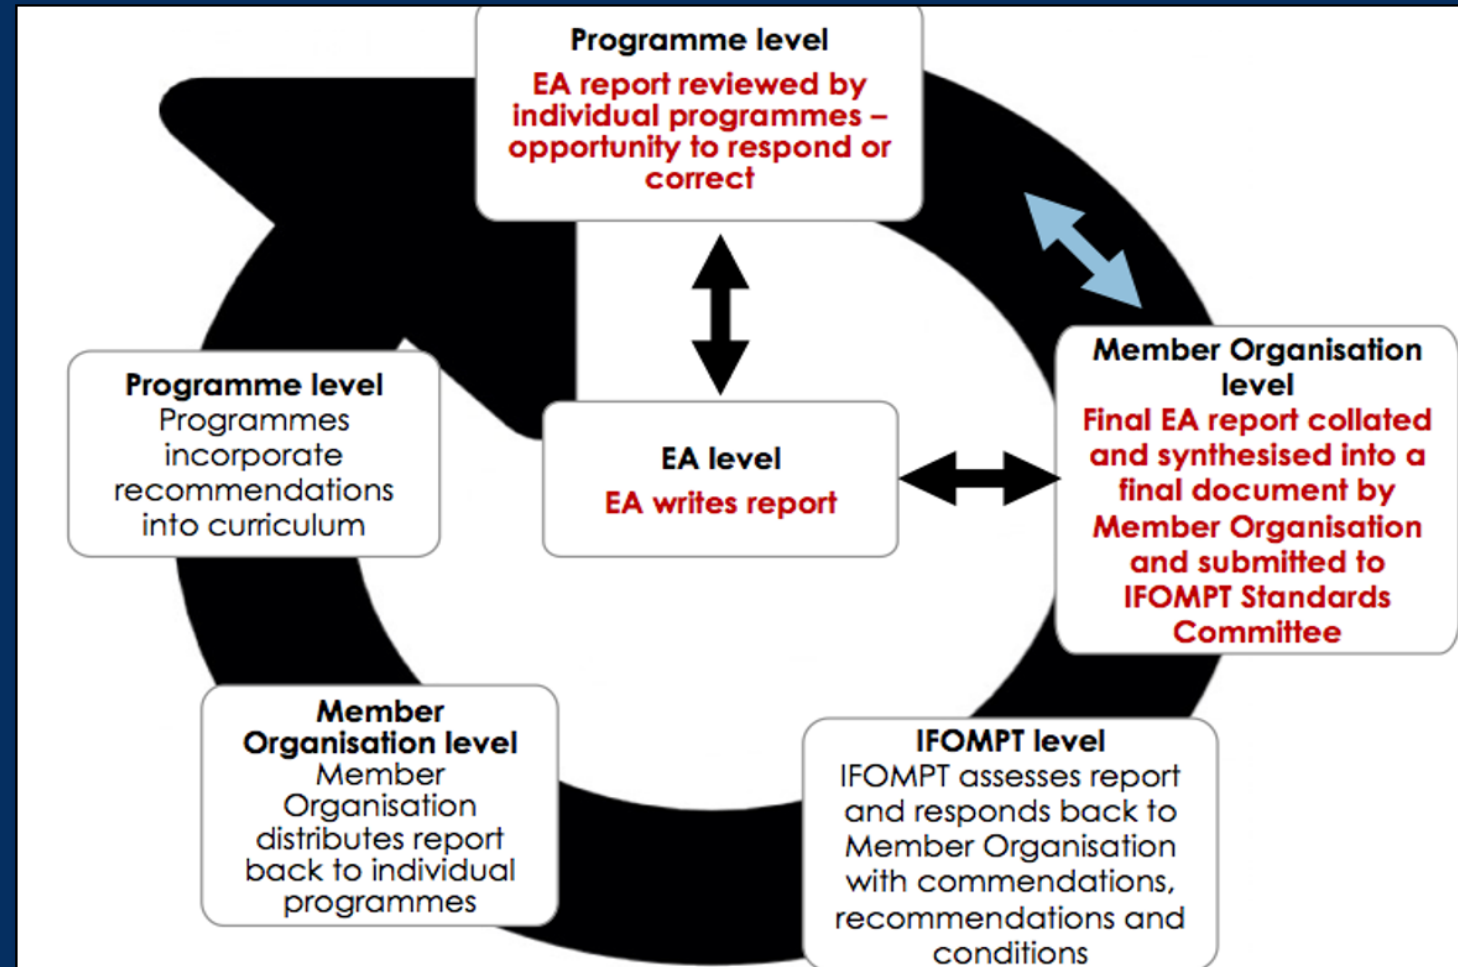 Programme level
EA report reviewed by
individual programmes –
opportunity to respond or
correct
Member Organisation
level
Final EA report collated
and synthesised into a
final document by
Member Organisation
and submitted to
IFOMPT Standards
Committee
EA level
EA writes report
Programme level
Programmes
incorporate
recommendations
into curriculum
Member
Organisation level
Member
Organisation
distributes report
back to individual
programmes
IFOMPT level
IFOMPT assesses report
and responds back to
Member Organisation
with commendations,
recommendations and
conditions